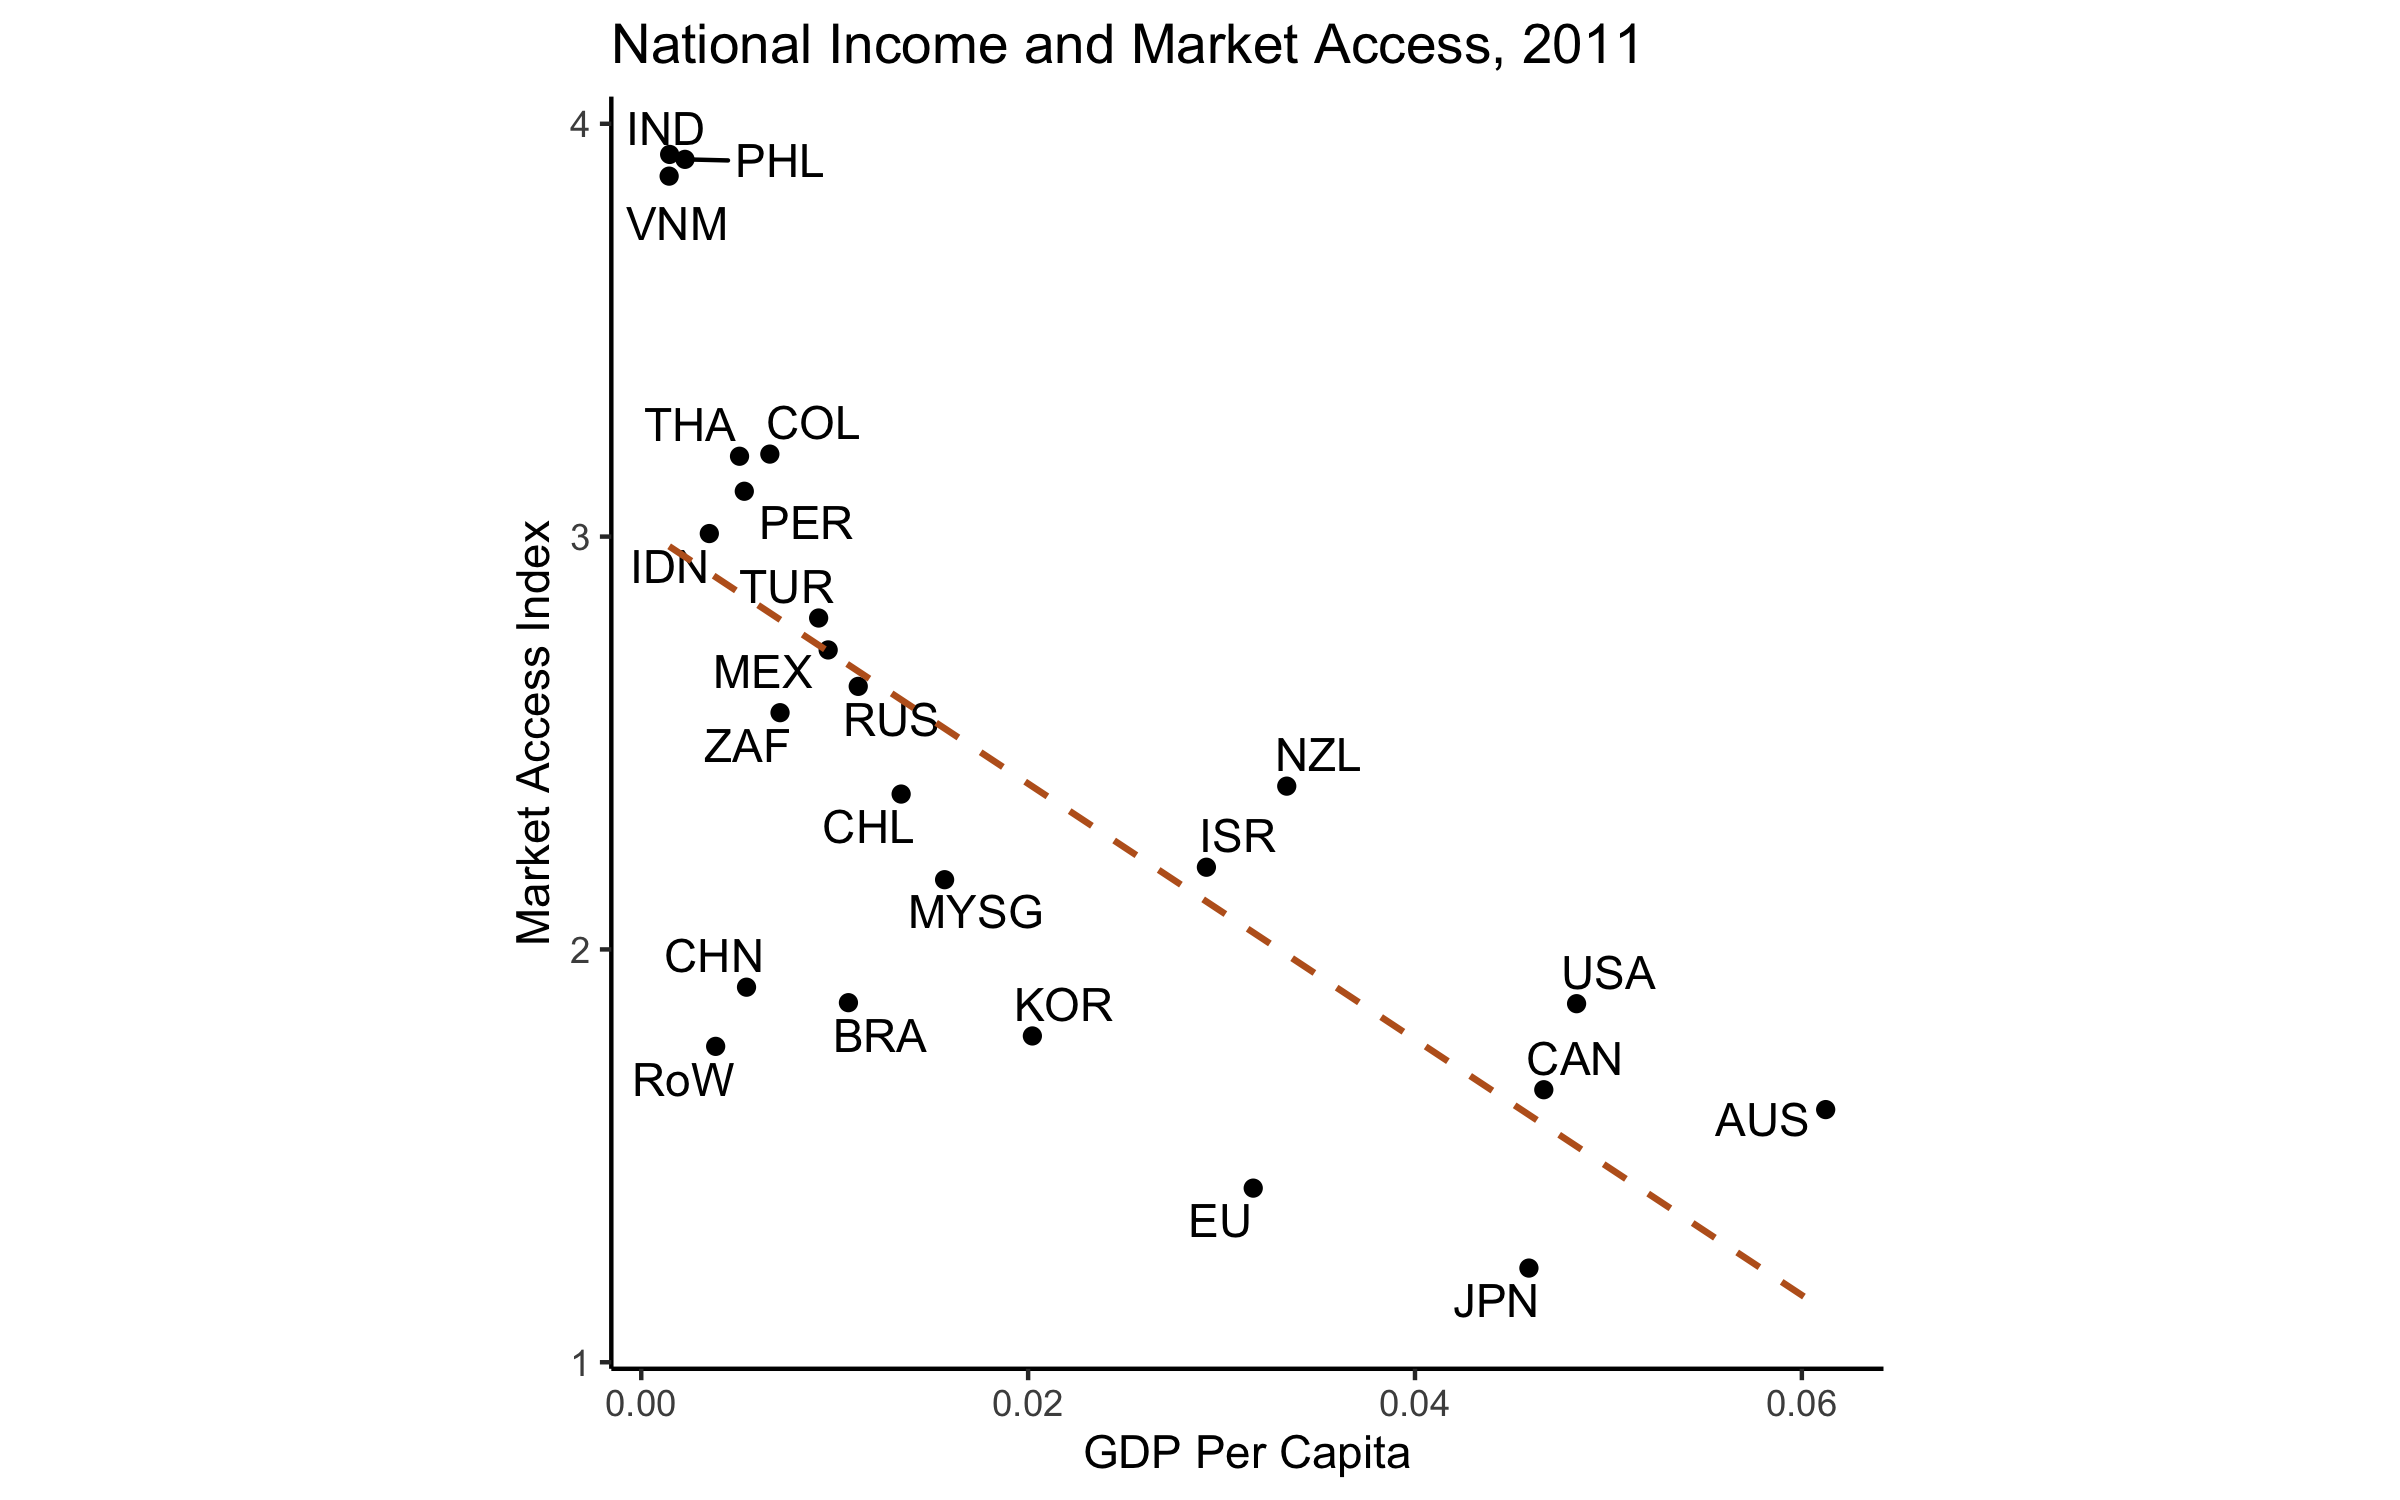 National Income and Market Access, 2011
4
IND
PHL
VNM
THA
COL
PER
3
IDN
TUR
MEX
RUS
ZAF
NZL
CHL
ISR
MYSG
2
CHN
USA
KOR
BRA
CAN
RoW
AUS
EU
JPN
1
Market Access Index
0.00
0.02
0.04
0.06
GDP Per Capita